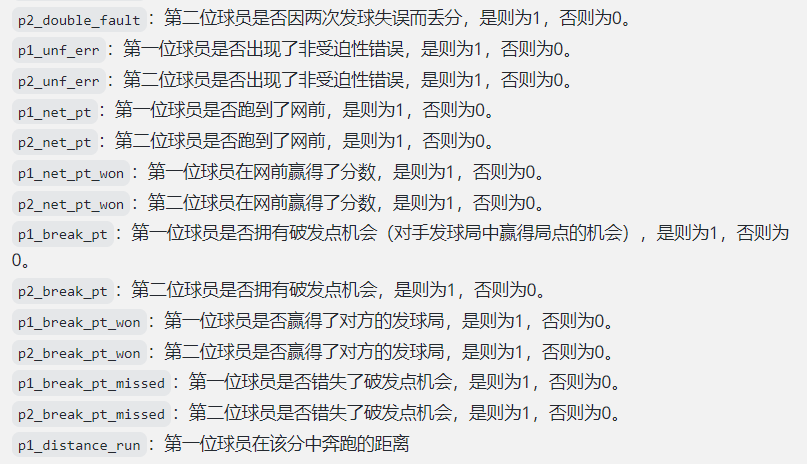 p2_double_fault：第二位球员是否因两次发球失误而丢分，是则为1，否则为0。
p1_unf_err：第一位球员是否出现了非受迫性错误，是则为1，否则为0。
p2_unf_err：第二位球员是否出现了非受迫性错误，是则为1，否则为0。
p1_net_pt：第一位球员是否跑到了网前，是则为1，否则为0。
p2_net_pt：第二位球员是否跑到了网前，是则为1，否则为0。
p1_net_pt_won：第一位球员在网前赢得了分数，是则为1，否则为0。
p2_net_pt_won：第二位球员在网前赢得了分数，是则为1，否则为0。
p1_break_pt：第一位球员是否拥有破发点机会（对手发球局中赢得局点的机会），是则为1，否则为
0。
p2_break_pt：第二位球员是否拥有破发点机会，是则为1，否则为0。
p1_break_pt_won：第一位球员是否赢得了对方的发球局，是则为1，否则为0。
p2_break_pt_won：第二位球员是否赢得了对方的发球局，是则为1，否则为0。
p1_break_pt_missed：第一位球员是否错失了破发点机会，是则为1，否则为0。
p2_break_pt_missed：第二位球员是否错失了破发点机会，是则为1，否则为0。
p1_distance_run：第一位球员在该分中奔跑的距离